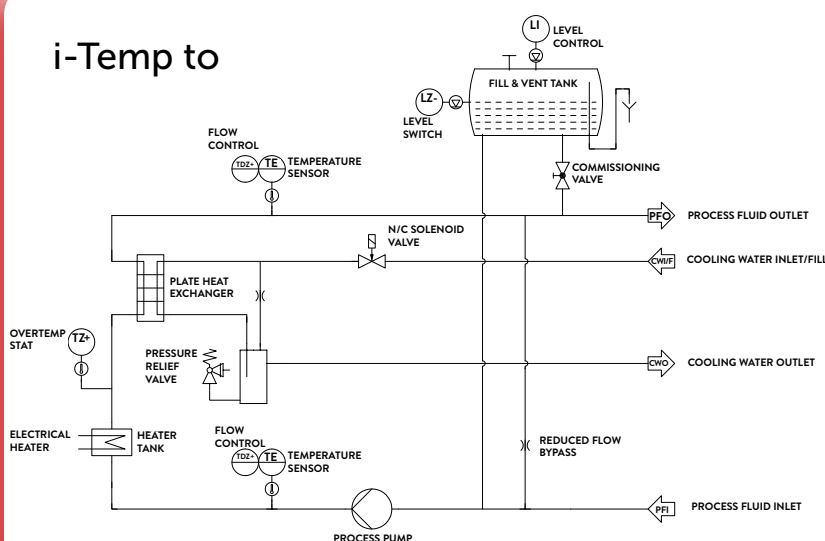 i-Temp to
LI
LEVEL
CONTROL
FILL & VENT TANK
LZ-
LEVEL
SWITCH
FLOW
CONTROL
TDZ+
TE
TEMPERATURE
SENSOR
COMMISSIONING
VALVE
PFO
PROCESS FLUID OUTLET
N/C SOLENOID
VALVE
CWI/F
COOLING WATER INLET/FILL
PLATE HEAT
EXCHANGER
OVERTEMP
STAT
TZ+
PRESSURE
RELIEF
VALVE
CWO
COOLING WATER OUTLET
ELECTRICAL
HEATER
HEATER
TANK
FLOW
CONTROL
TDZ+
TE
TEMPERATURE
SENSOR
REDUCED FLOW
BYPASS
PFI
PROCESS FLUID INLET
PROCESS PUMP